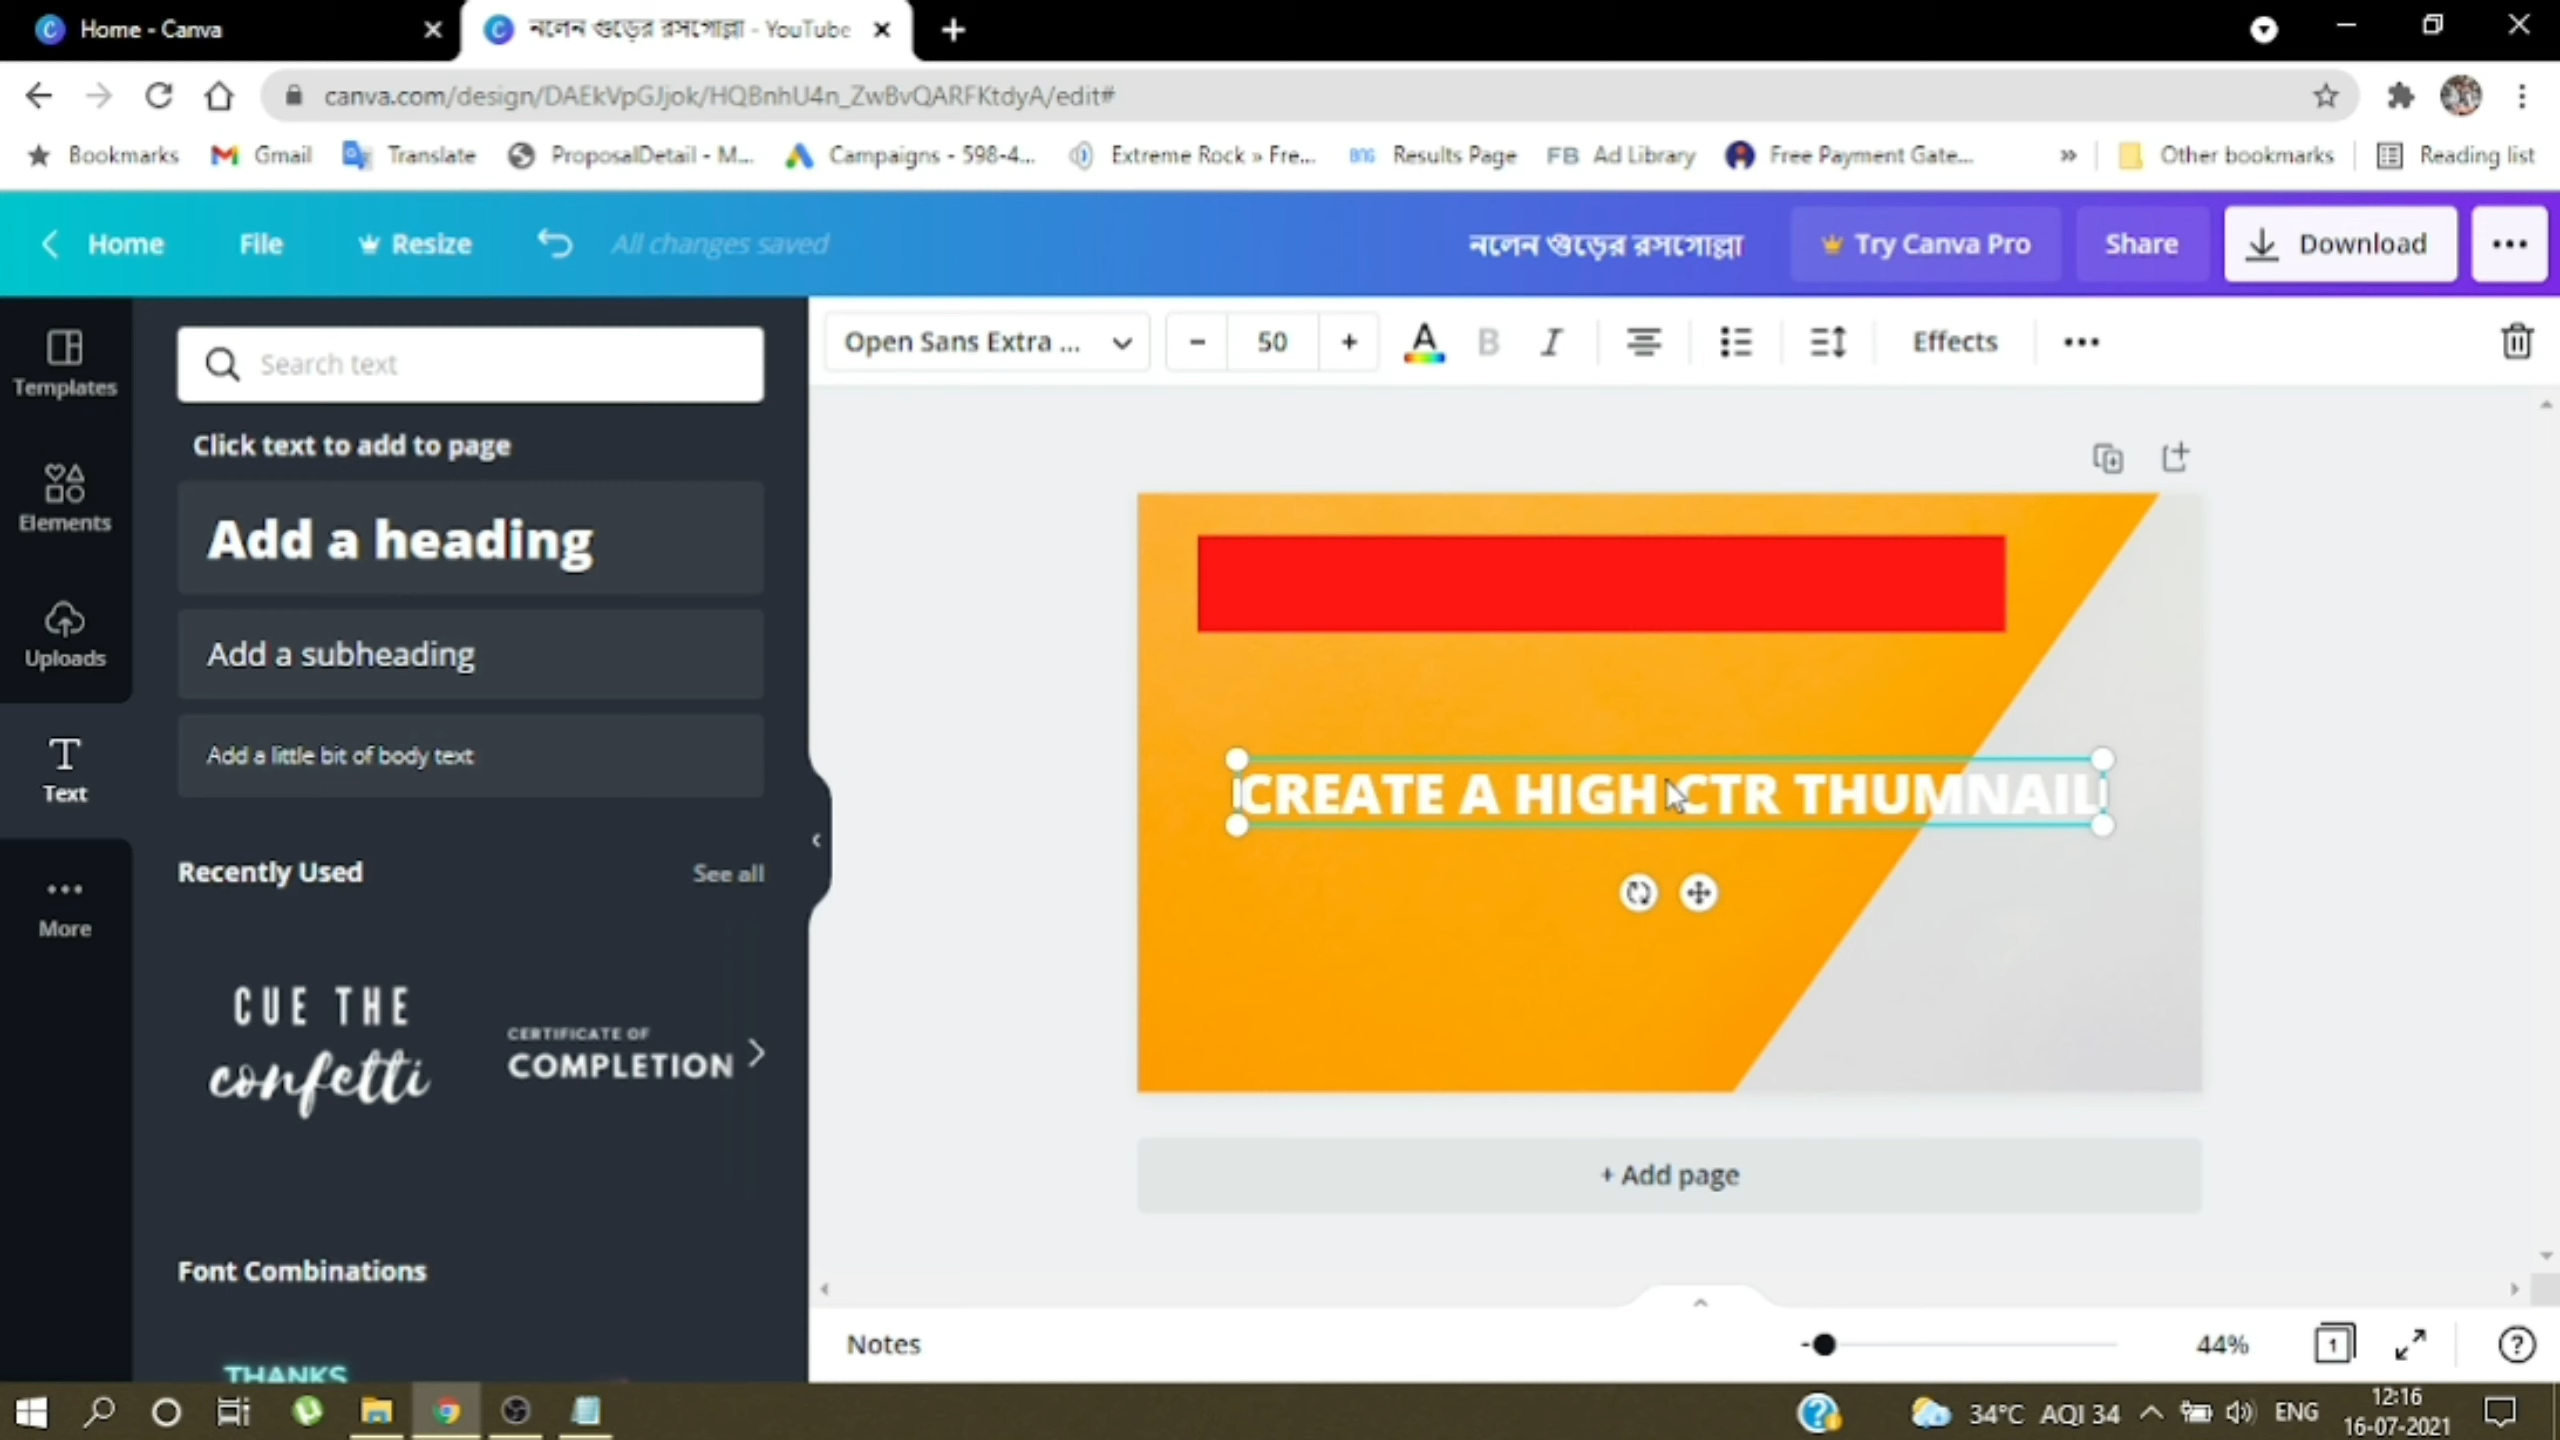 Home - Canva
নলেন গুড়ের রসগোল্লা - YouTube
canva.com/design/DAEkVpGJjok/HQBnhU4n_ZwBvQARFKtdyA/edit#
Bookmarks
Gmail
Translate
ProposalDetail - M...
Campaigns - 598-4...
Extreme Rock » Fre...
BNG Results Page
FB Ad Library
Free Payment Gate...
»
Other bookmarks
Reading list
Home
File
Resize
All changes saved
নলেন গুড়ের রসগোল্লা
Try Canva Pro
Share
Download
Templates
Elements
Uploads
Text
More
Search text
Click text to add to page
Add a heading
Add a subheading
Add a little bit of body text
Recently Used
See all
CUE THE
confetti
CERTIFICATE OF
COMPLETION
Font Combinations
THANKS
Open Sans Extra ...
- 50 +
A B I
Effects
CREATE A HIGH CTR THUMNAIL
+ Add page
Notes
44%
1
?
34°C AQI 34
ENG
12:16
16-07-2021